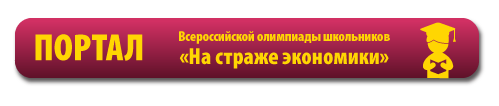 ПОРТАЛ
Всероссийской олимпиады школьников
«На страже экономики»